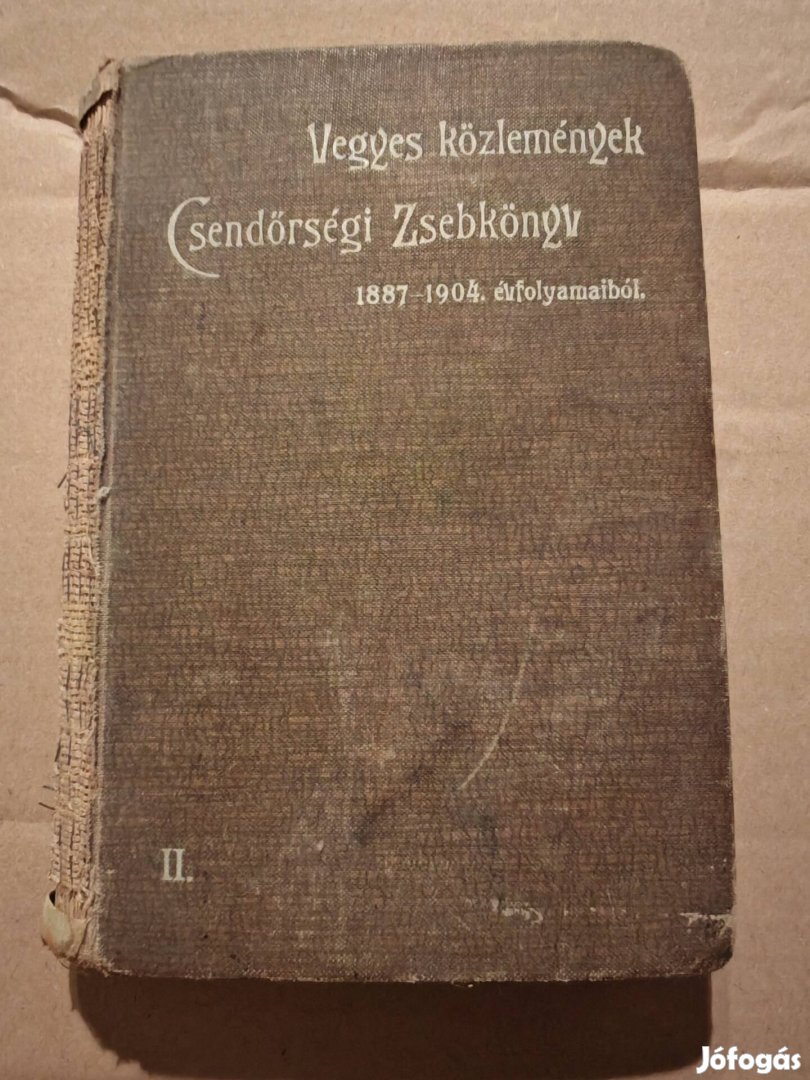 Vegyes közlemények
Csendőrségi Zsebkönyv
1887-1904. évfolyamaiból.
II.
Jófogás